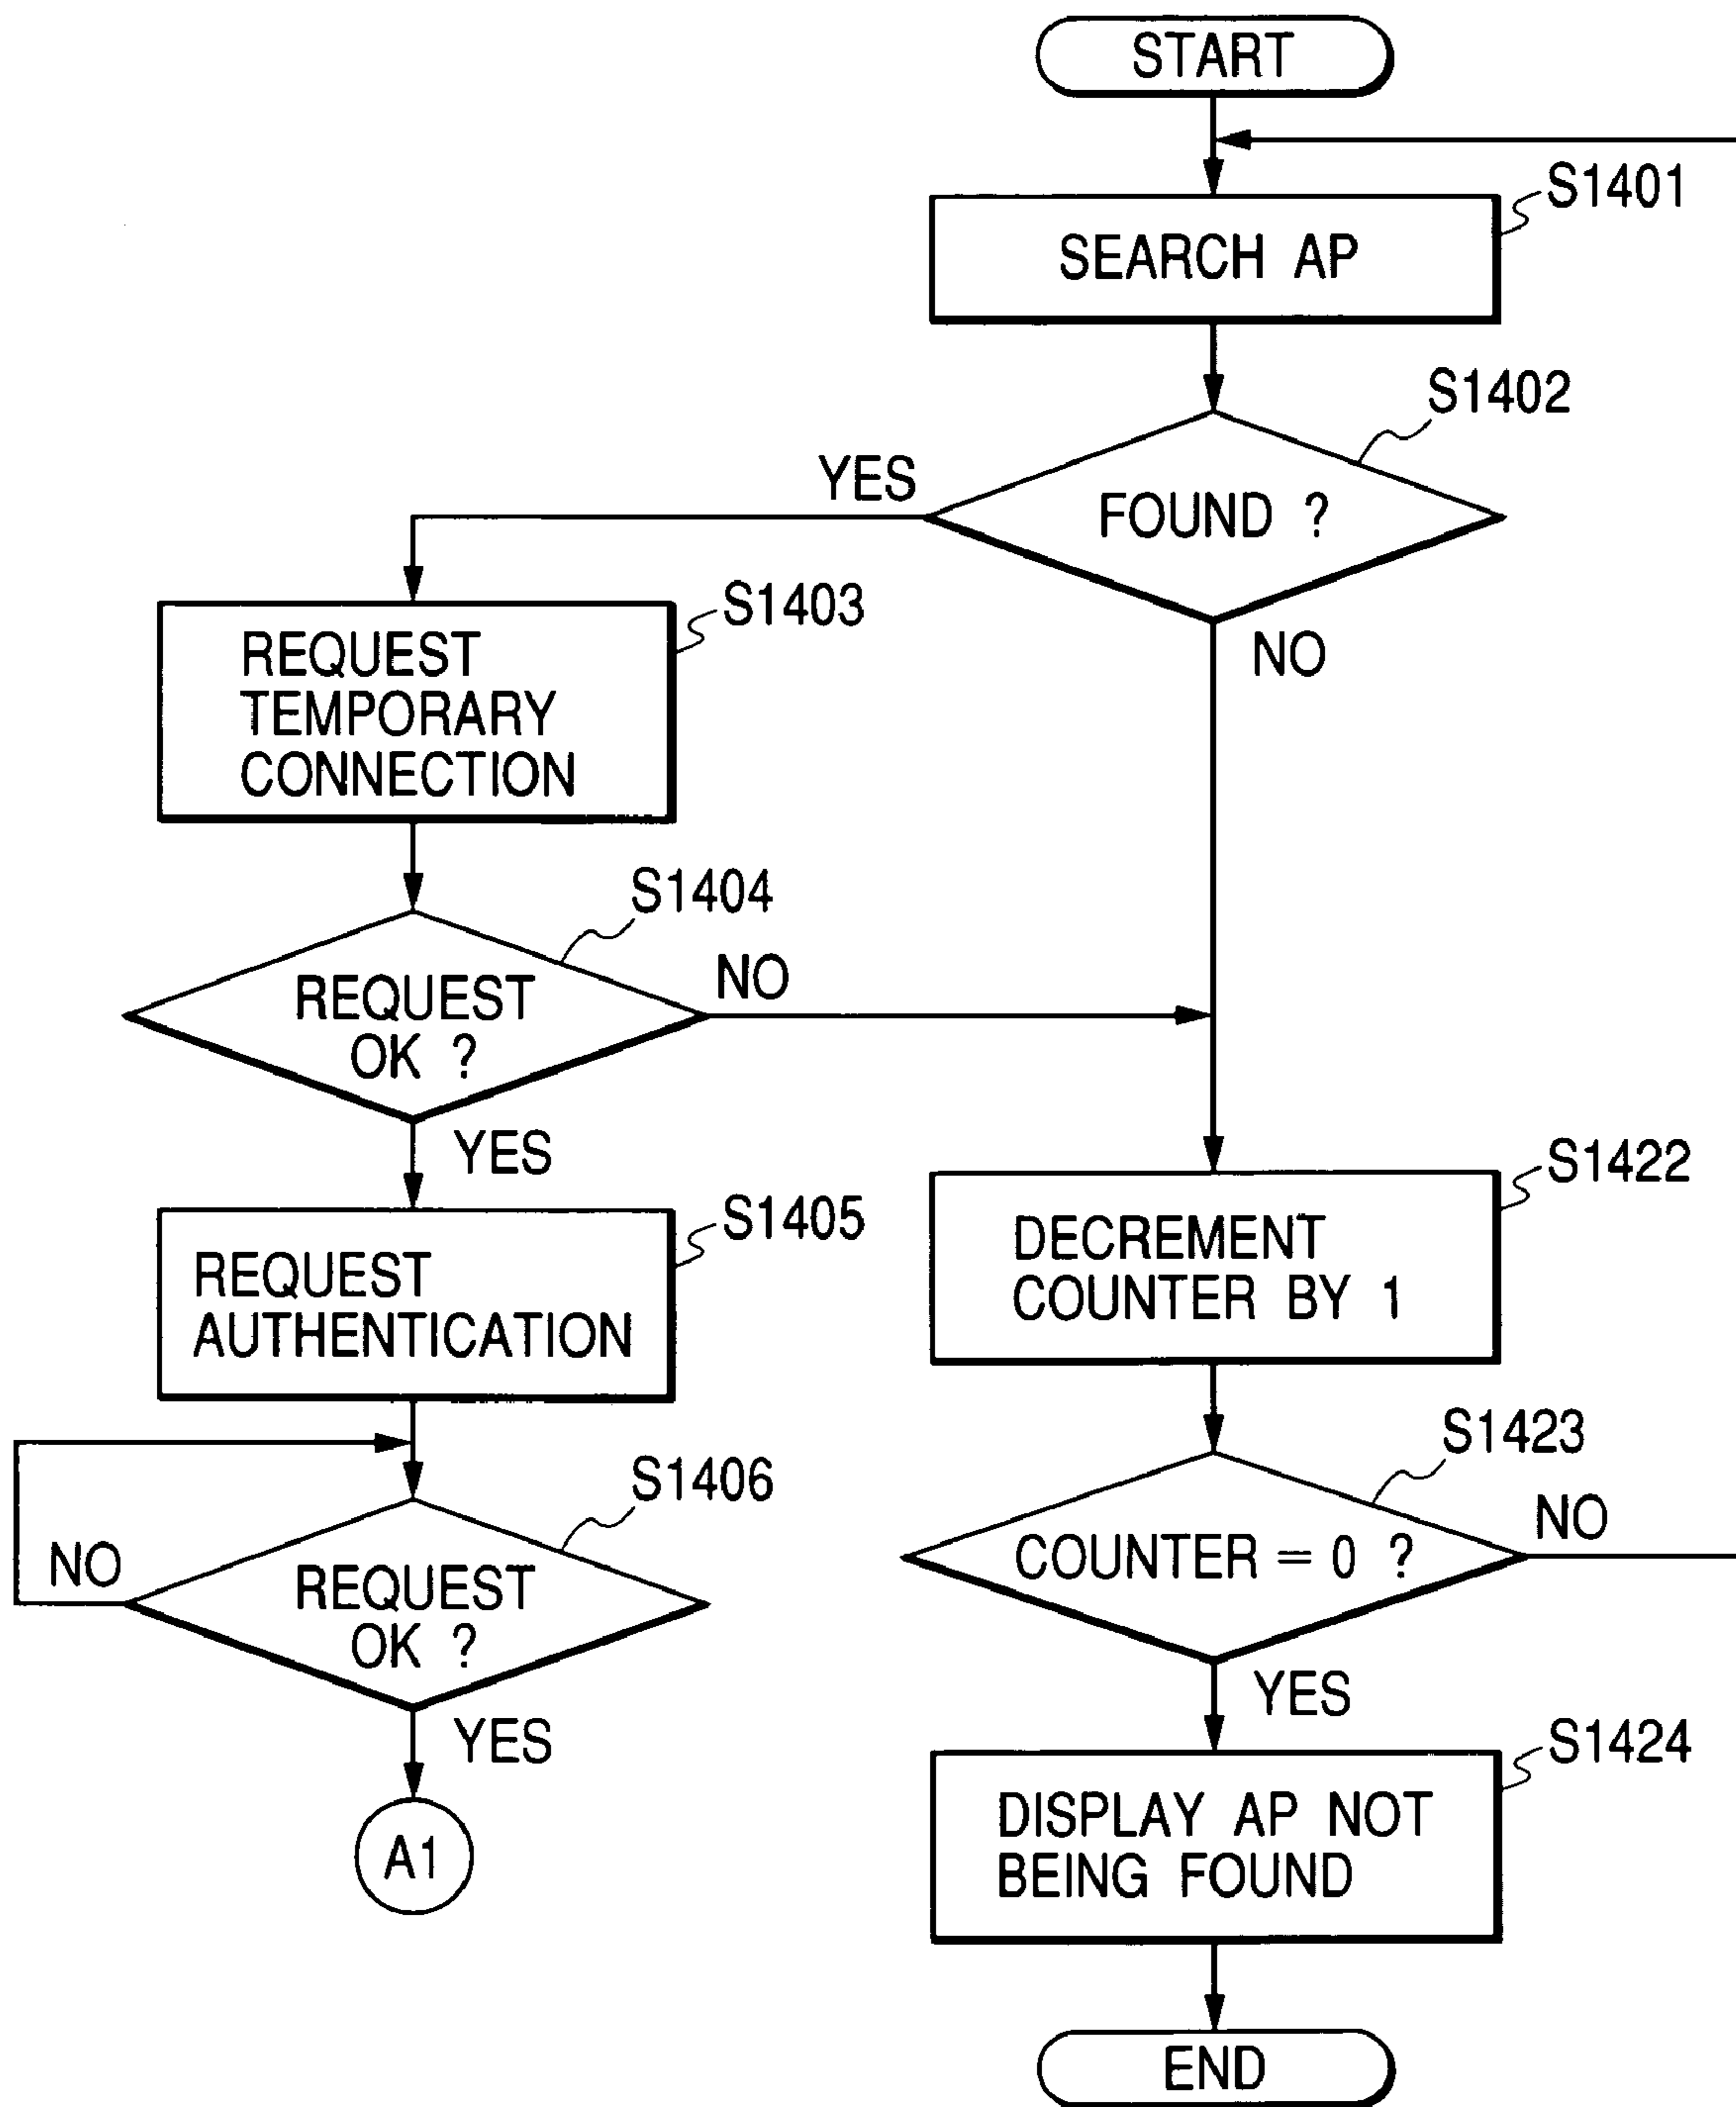 START
S1401
SEARCH AP
S1402
YES
FOUND ?
NO
S1403
REQUEST
TEMPORARY
CONNECTION
S1404
REQUEST
OK ?
NO
YES
S1405
REQUEST
AUTHENTICATION
S1406
NO
REQUEST
OK ?
YES
A1
S1422
DECREMENT
COUNTER BY 1
S1423
COUNTER = 0 ?
NO
YES
S1424
DISPLAY AP NOT
BEING FOUND
END